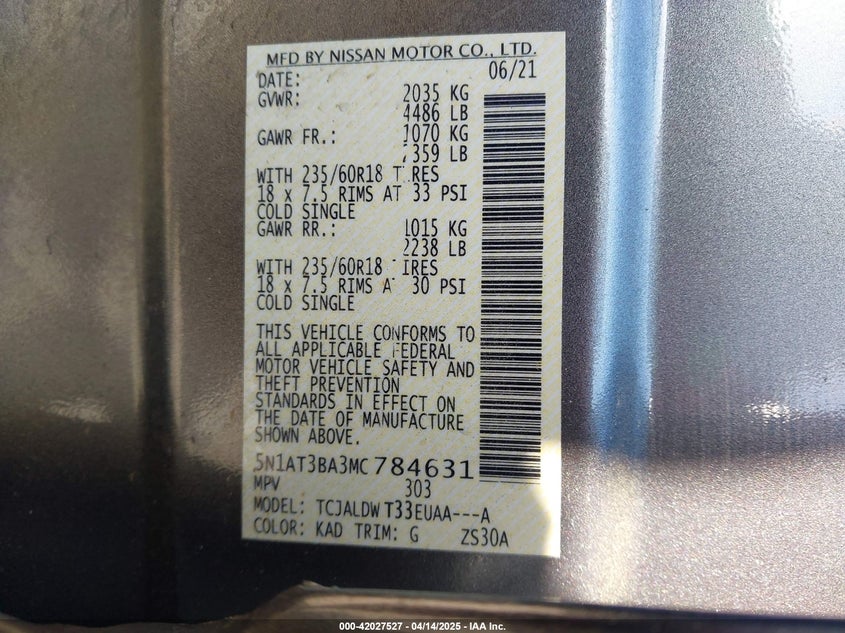 MFD BY NISSAN MOTOR CO., LTD.
DATE: 06/21
GVWR: 2035 KG
4486 LB
GAWR FR.: 1070 KG
2359 LB
WITH 235/60R18 TIRES
18 x 7.5 RIMS AT 33 PSI
COLD SINGLE
GAWR RR.: 1015 KG
2238 LB
WITH 235/60R18 TIRES
18 x 7.5 RIMS AT 30 PSI
COLD SINGLE
THIS VEHICLE CONFORMS TO
ALL APPLICABLE FEDERAL
MOTOR VEHICLE SAFETY AND
THEFT PREVENTION
STANDARDS IN EFFECT ON
THE DATE OF MANUFACTURE
SHOWN ABOVE.
5N1AT3BA3MC784631
MPV 303
MODEL: TCJALDW T33EUAA---A
COLOR: KAD TRIM: G ZS30A
000-42027527 - 04/14/2025 - IAA Inc.